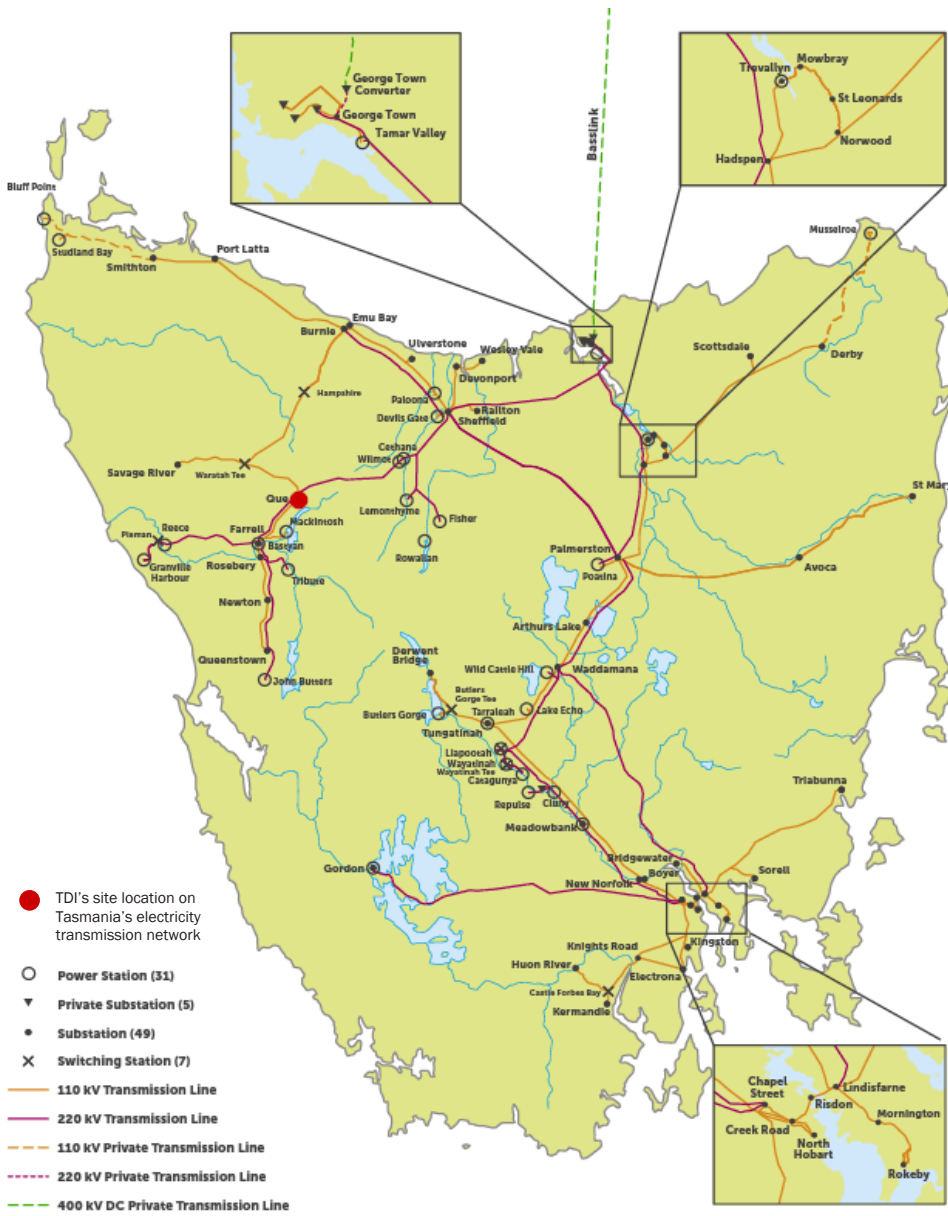 George Town
Converter
George Town
Tamar Valley
Basslink
Trevallyn
Mowbray
St Leonards
Norwood
Hadspen
Bluff Point
Studland Bay
Smithton
Port Latta
Musselroe
Emu Bay
Burnie
Ulverstone
Wesley Vale
Devonport
Scottsdale
Derby
Hampshire
Paloona
Devils Gate
Railton
Sheffield
Cethana
Wilmot
Savage River
Waratah Tee
Que
Lemonthyme
Fisher
Rowallan
St Mary
Mackintosh
Farrell
Bastyan
Pieman
Reece
Rosebery
Granville
Harbour
Tribute
Palmerston
Poatina
Avoca
Newton
Arthurs Lake
Queenstown
John Butters
Derwent
Bridge
Wild Cattle Hill
Waddamana
Butlers
Gorge Tee
Butlers Gorge
Tarraleah
Lake Echo
Tungatinah
Liapootah
Wayatinah
Wayatinah Tee
Catagunya
Repulse
Cluny
Triabunna
Meadowbank
Gordon
Bridgewater
Boyer
New Norfolk
Sorell
TDI's site location on
Tasmania's electricity
transmission network
Kingston
Knights Road
Huon River
Electrona
Castle Forbes Bay
Kermandie
Power Station (31)
Private Substation (5)
Substation (49)
Switching Station (7)
110 kV Transmission Line
220 kV Transmission Line
110 kV Private Transmission Line
220 kV Private Transmission Line
400 kV DC Private Transmission Line
Chapel
Street
Lindisfarne
Risdon
Mornington
Creek Road
North
Hobart
Rokeby